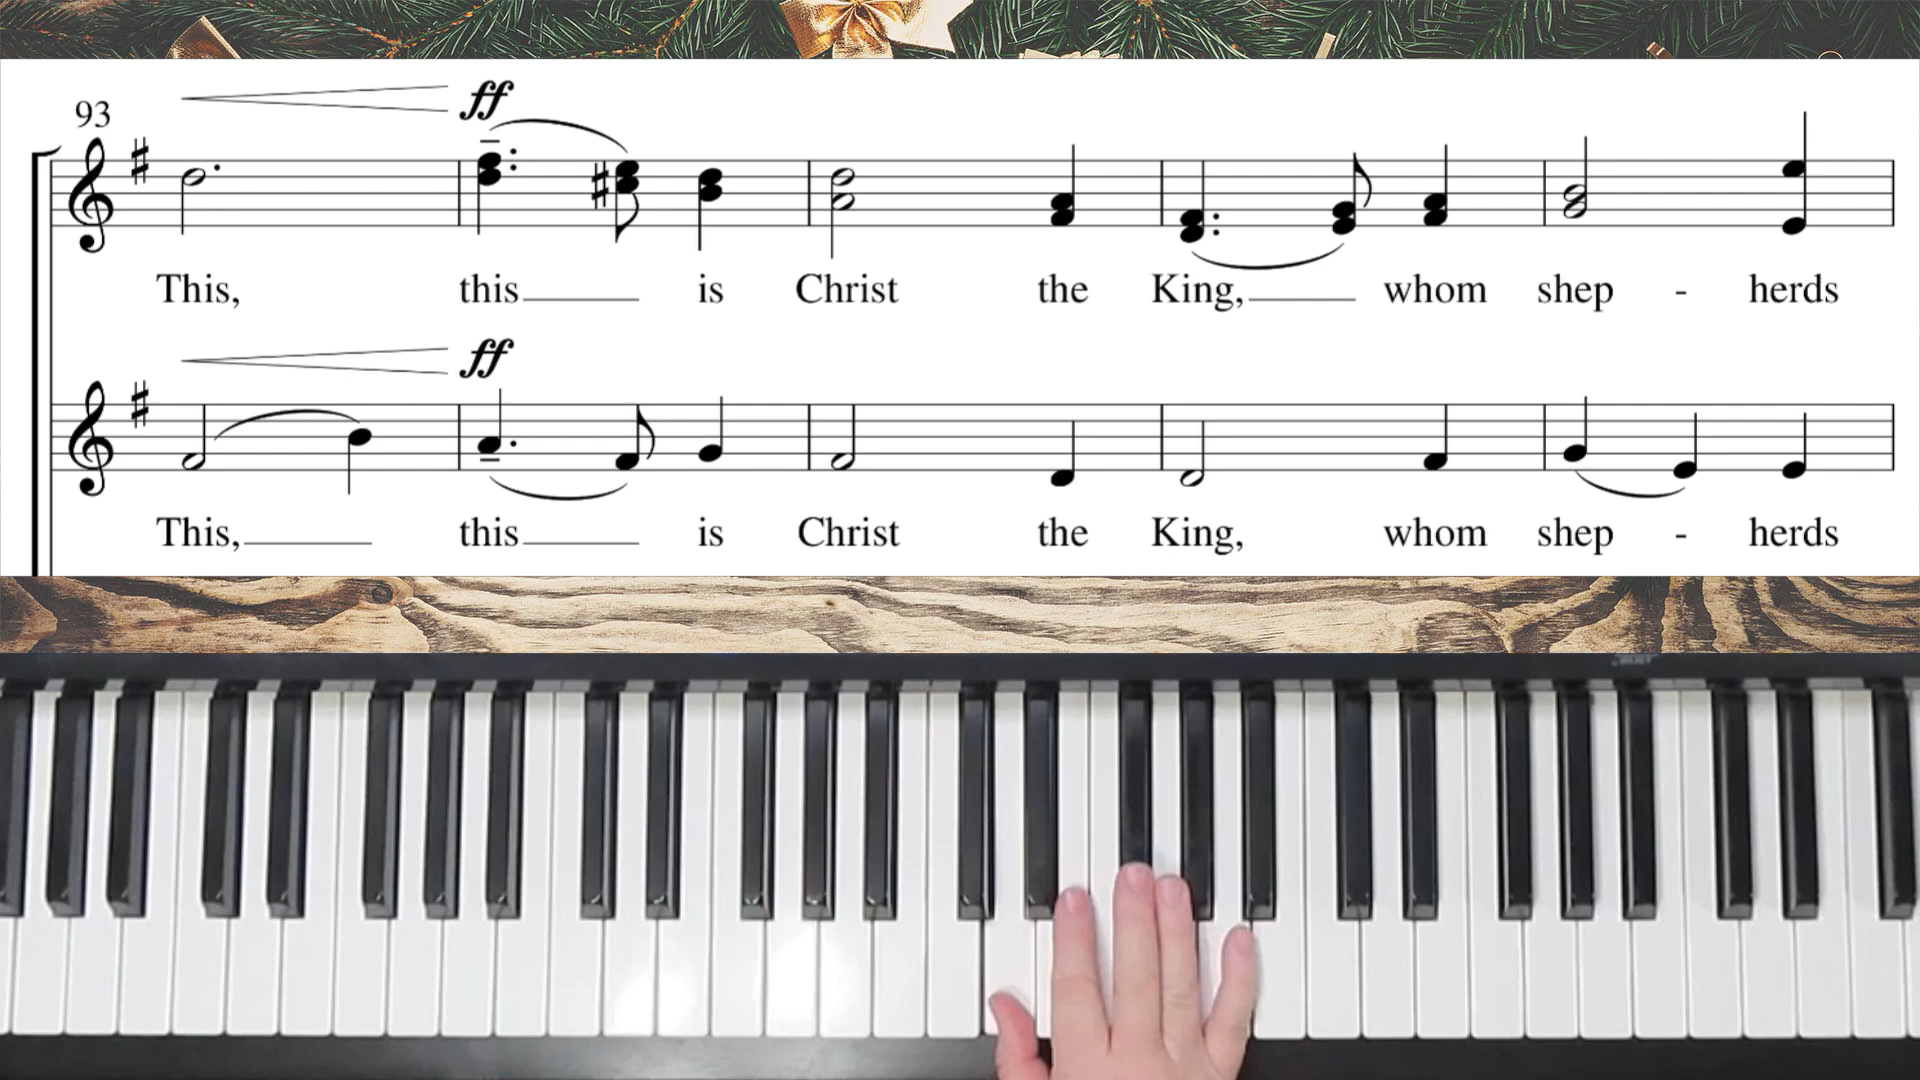 93
ff
This, this is Christ the King, whom shep - herds
ff
This, this is Christ the King, whom shep - herds